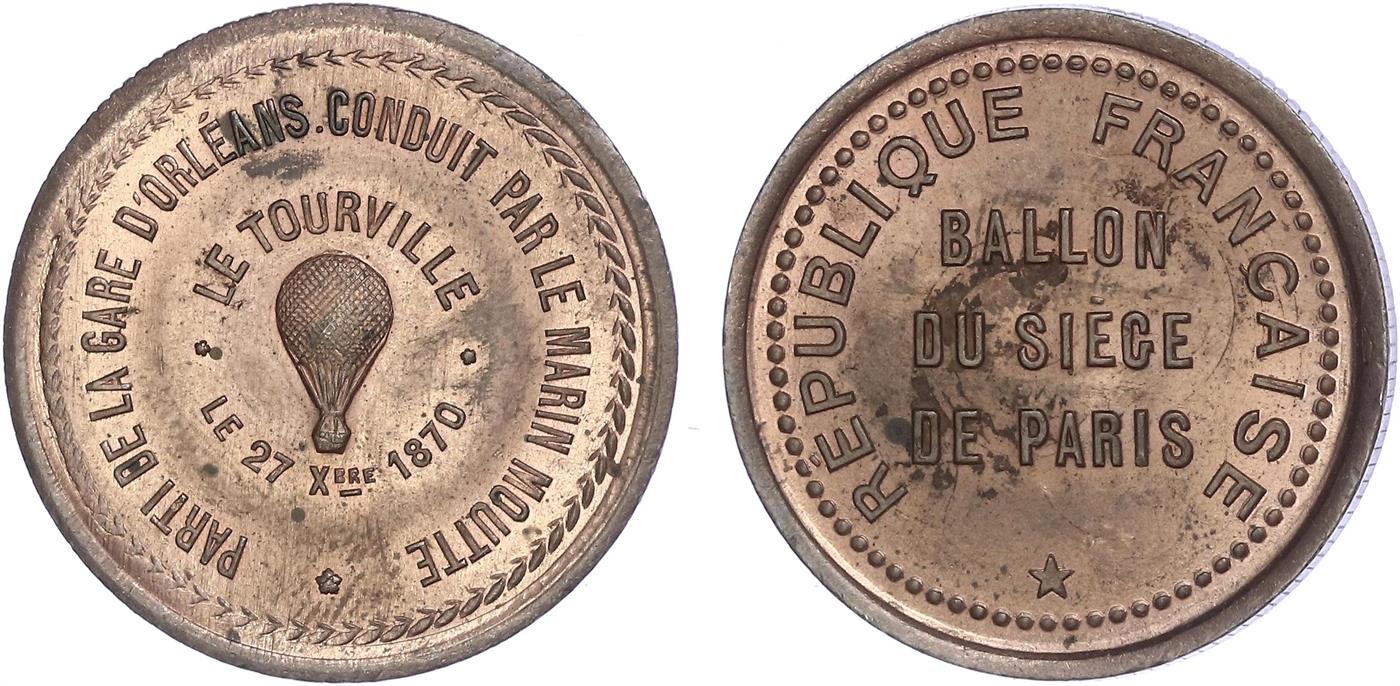 PARTI DE LA GARE D'ORLÉANS. CONDUIT PAR LE MARIN MOUTTE
LE TOURVILLE
LE 27 XBRE 1870
RÉPUBLIQUE FRANÇAISE
BALLON
DU SIÈGE
DE PARIS